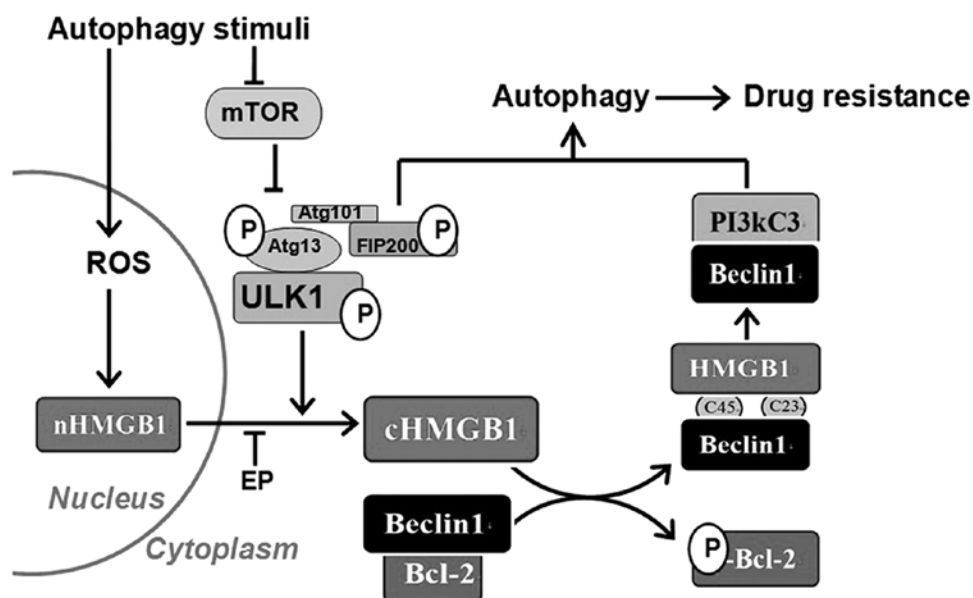 Autophagy stimuli
mTOR
Autophagy
Drug resistance
P
Atg101
P
Atg13
FIP200
PI3kC3
ROS
ULK1
Beclin1
P
HMGB1
nHMGB1
cHMGB1
C45
C23
Beclin1
EP
Nucleus
Beclin1
Cytoplasm
P
-Bcl-2
Bcl-2